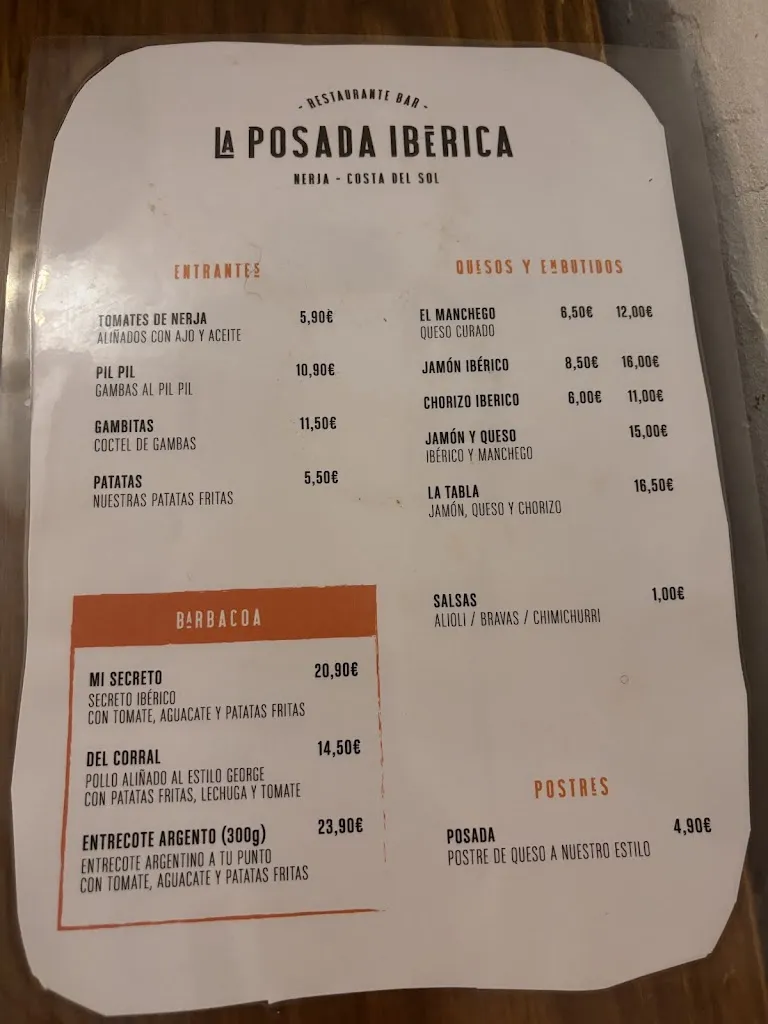 - RESTAURANTE BAR -
LA POSADA IBERICA
NERJA - COSTA DEL SOL
ENTRANTES
TOMATES DE NERJA 5,90€
ALIÑADOS CON AJO Y ACEITE
PIL PIL 10,90€
GAMBAS AL PIL PIL
GAMBITAS 11,50€
COCTEL DE GAMBAS
PATATAS 5,50€
NUESTRAS PATATAS FRITAS
BARBACOA
MI SECRETO 20,90€
SECRETO IBÉRICO
CON TOMATE, AGUACATE Y PATATAS FRITAS
DEL CORRAL 14,50€
POLLO ALIÑADO AL ESTILO GEORGE
CON PATATAS FRITAS, LECHUGA Y TOMATE
ENTRECOTE ARGENTO (300g) 23,90€
ENTRECOTE ARGENTINO A TU PUNTO
CON TOMATE, AGUACATE Y PATATAS FRITAS
QUESOS Y EMBUTIDOS
EL MANCHEGO 6,50€ 12,00€
QUESO CURADO
JAMÓN IBÉRICO 8,50€ 16,00€
CHORIZO IBERICO 6,00€ 11,00€
JAMÓN Y QUESO 15,00€
IBÉRICO Y MANCHEGO
LA TABLA 16,50€
JAMÓN, QUESO Y CHORIZO
SALSAS 1,00€
ALIOLI / BRAVAS / CHIMICHURRI
POSTRES
POSADA 4,90€
POSTRE DE QUESO A NUESTRO ESTILO